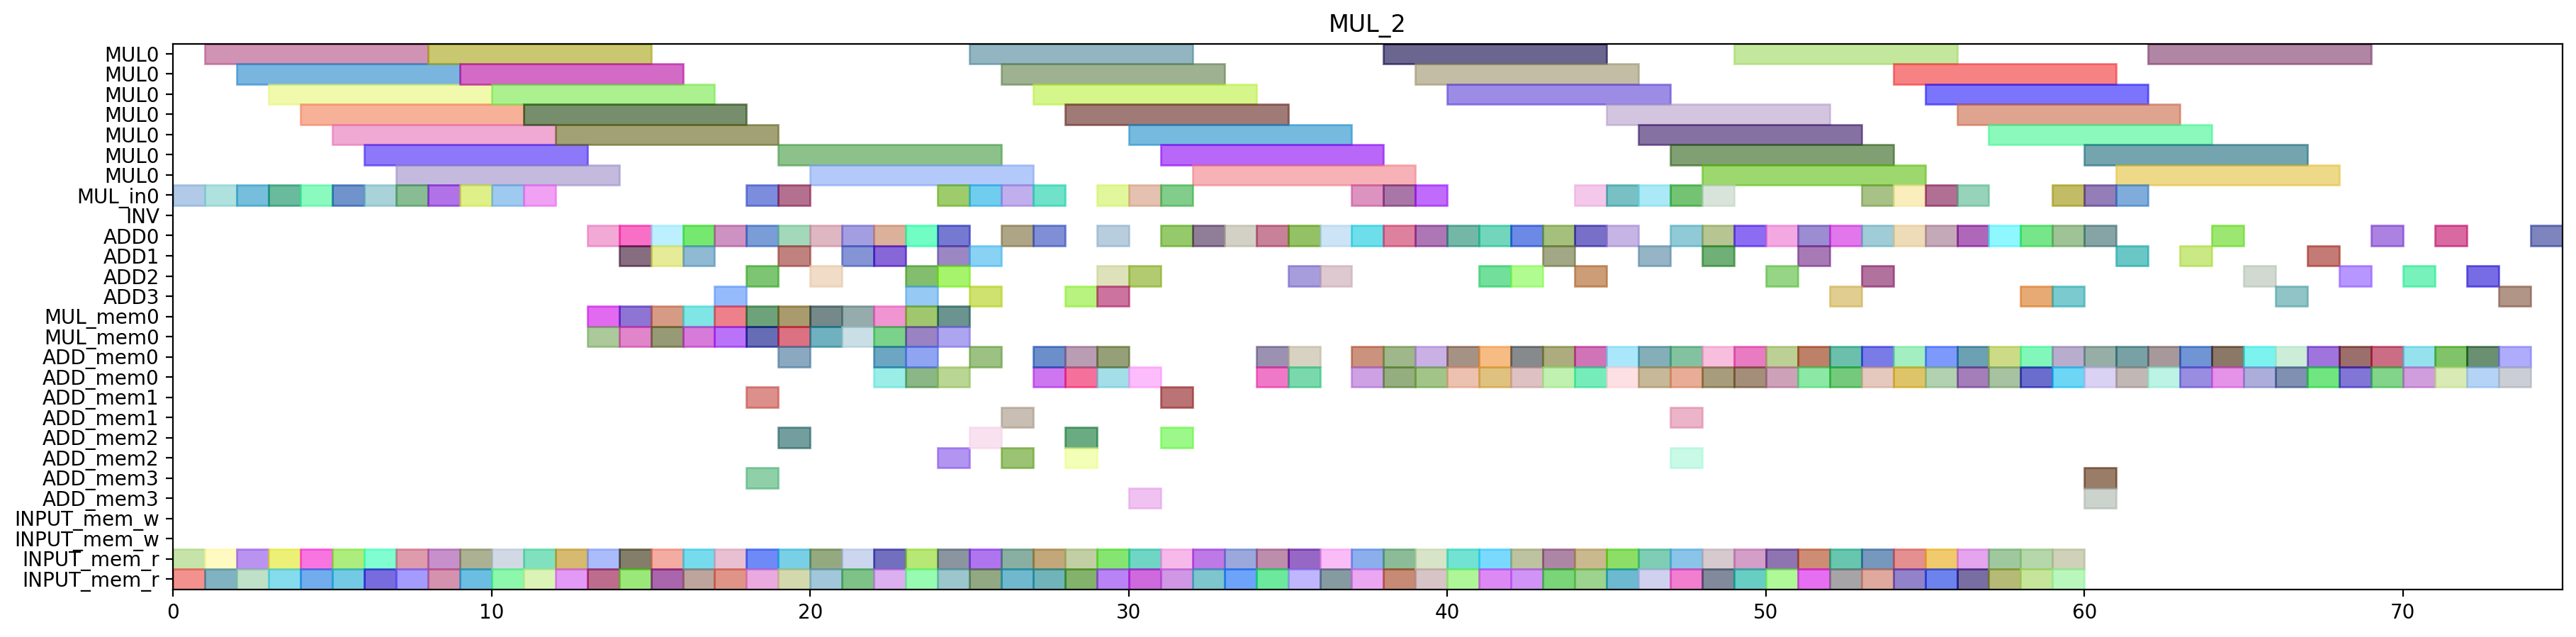 MUL_2
MUL0
MUL0
MUL0
MUL0
MUL0
MUL0
MUL0
MUL_in0
INV
ADD0
ADD1
ADD2
ADD3
MUL_mem0
MUL_mem0
ADD_mem0
ADD_mem0
ADD_mem1
ADD_mem1
ADD_mem2
ADD_mem2
ADD_mem3
ADD_mem3
INPUT_mem_w
INPUT_mem_w
INPUT_mem_r
INPUT_mem_r
0 10 20 30 40 50 60 70